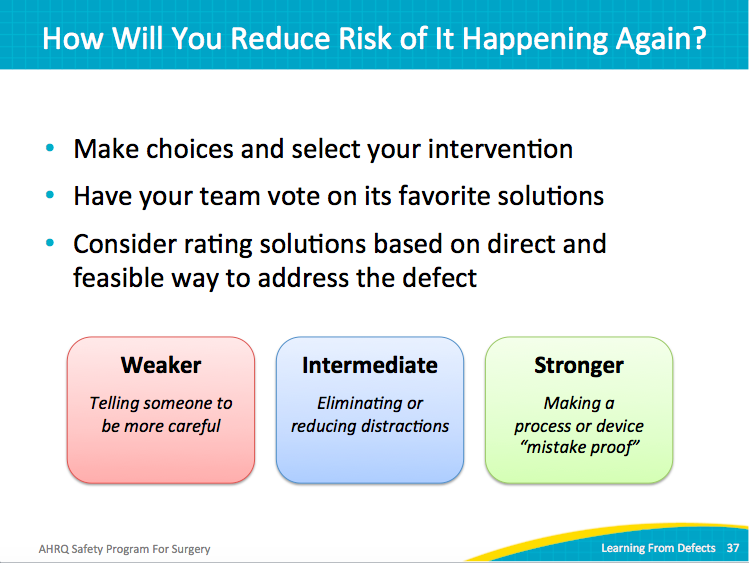 How Will You Reduce Risk of It Happening Again?
• Make choices and select your intervention
• Have your team vote on its favorite solutions
• Consider rating solutions based on direct and
feasible way to address the defect
Weaker
Telling someone to
be more careful
Intermediate
Eliminating or
reducing distractions
Stronger
Making a
process or device
“mistake proof”
AHRQ Safety Program For Surgery
Learning From Defects 37